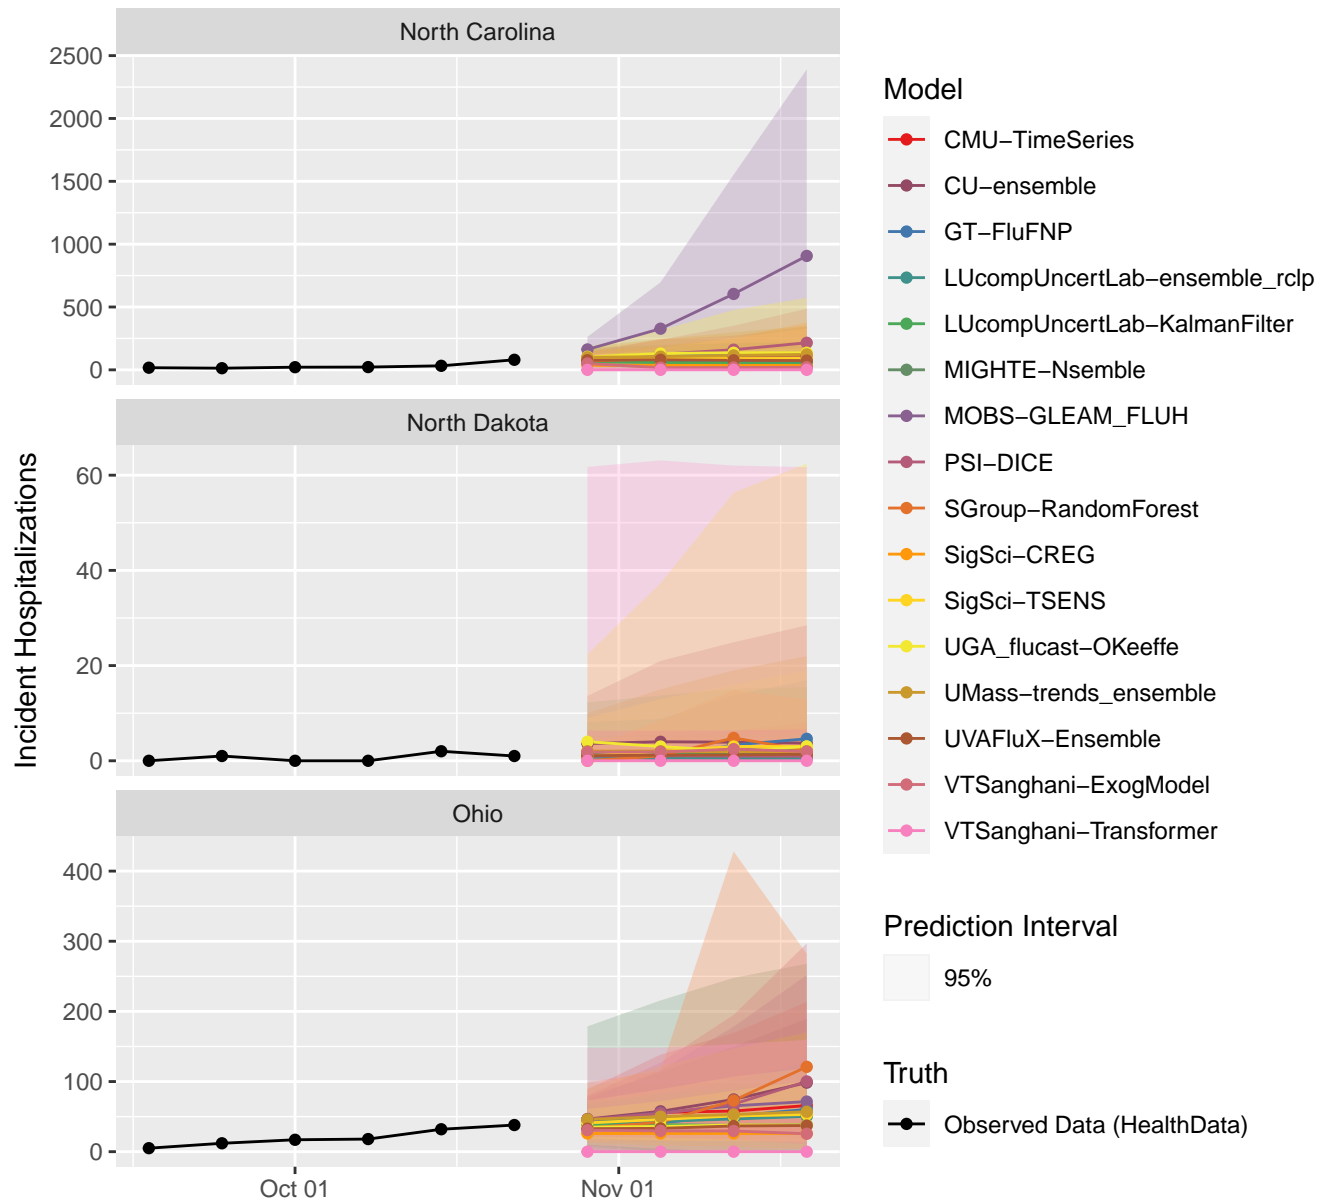 North Carolina
2500
2000
1500
1000
500
0
North Dakota
60
40
20
0
Ohio
400
300
200
100
0
Oct 01
Nov 01
Incident Hospitalizations
Model
CMU−TimeSeries
CU−ensemble
GT−FluFNP
LUcompUncertLab−ensemble_rclp
LUcompUncertLab−KalmanFilter
MIGHTE−Nsemble
MOBS−GLEAM_FLUH
PSI−DICE
SGroup−RandomForest
SigSci−CREG
SigSci−TSENS
UGA_flucast−OKeeffe
UMass−trends_ensemble
UVAFluX−Ensemble
VTSanghani−ExogModel
VTSanghani−Transformer
Prediction Interval
95%
Truth
Observed Data (HealthData)